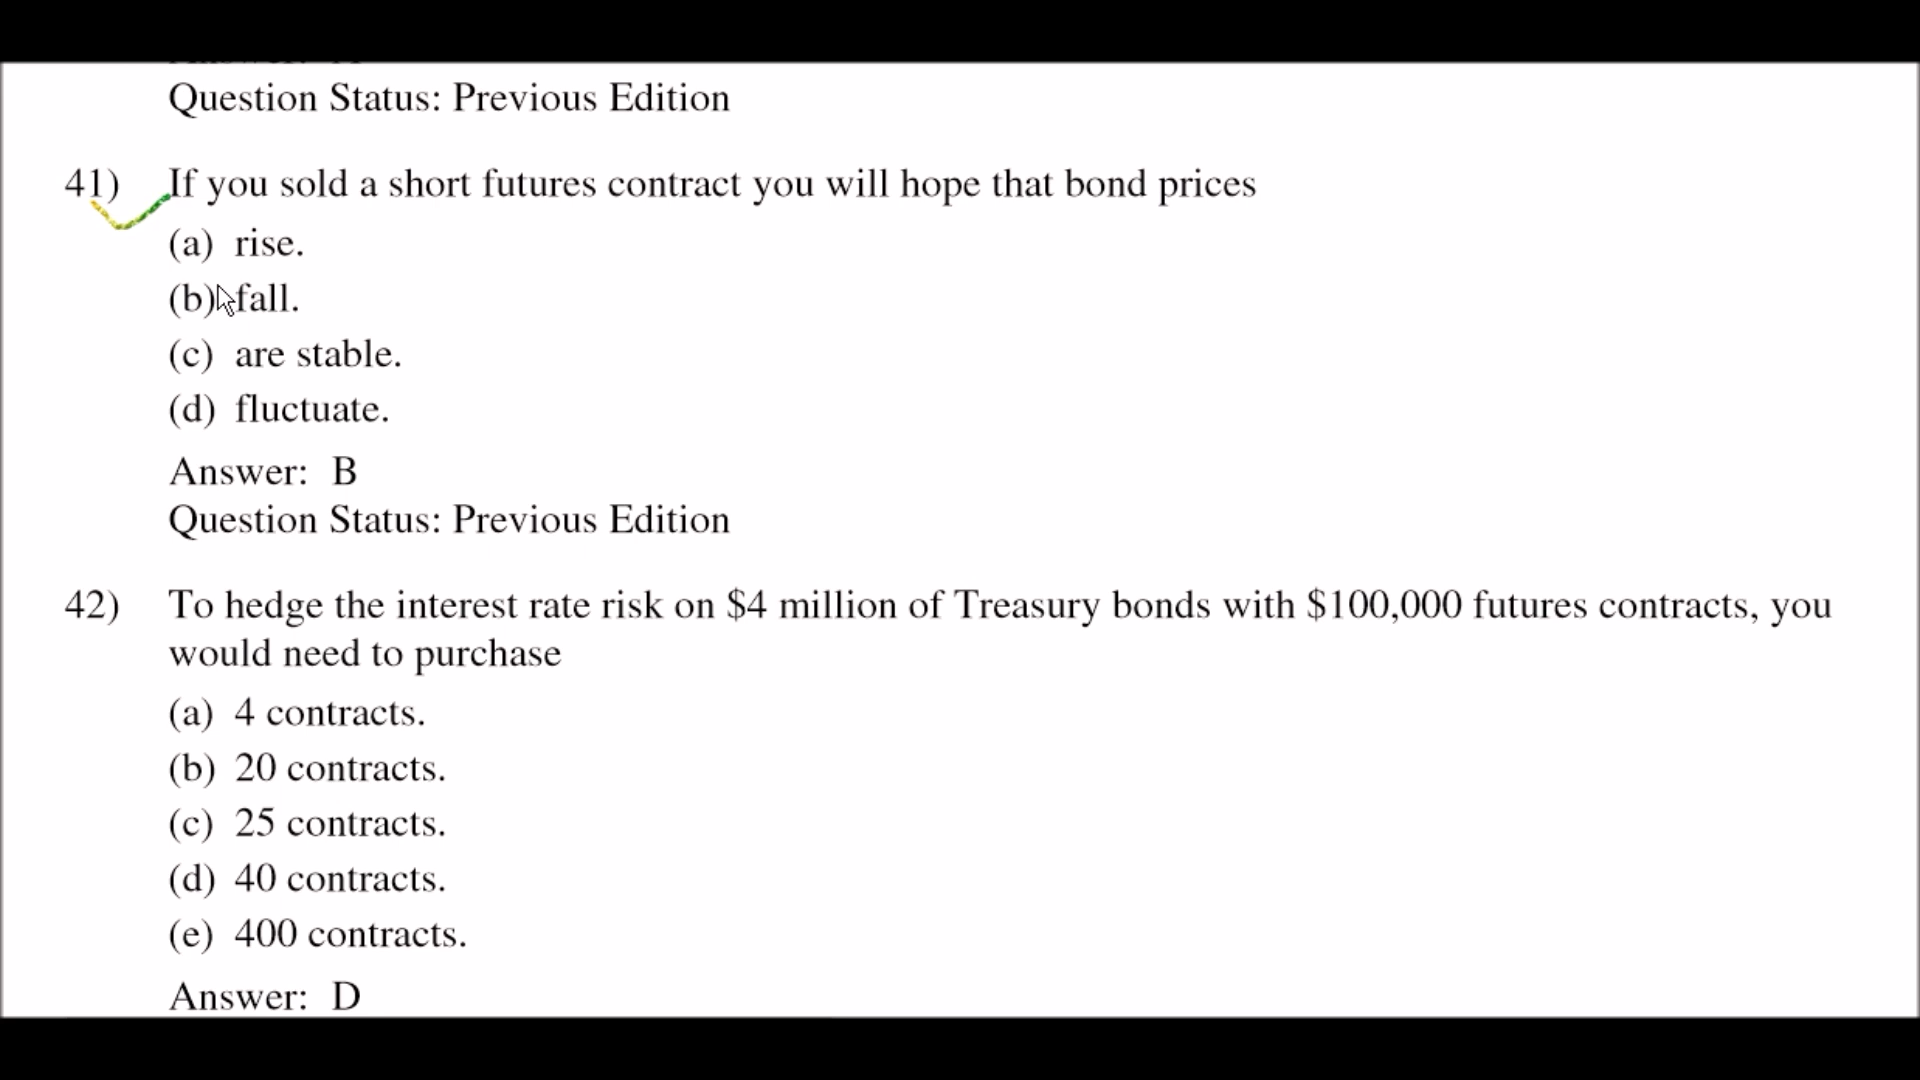 Question Status: Previous Edition
41) If you sold a short futures contract you will hope that bond prices
(a) rise.
(b) fall.
(c) are stable.
(d) fluctuate.
Answer: B
Question Status: Previous Edition
42) To hedge the interest rate risk on $4 million of Treasury bonds with $100,000 futures contracts, you
would need to purchase
(a) 4 contracts.
(b) 20 contracts.
(c) 25 contracts.
(d) 40 contracts.
(e) 400 contracts.
Answer: D